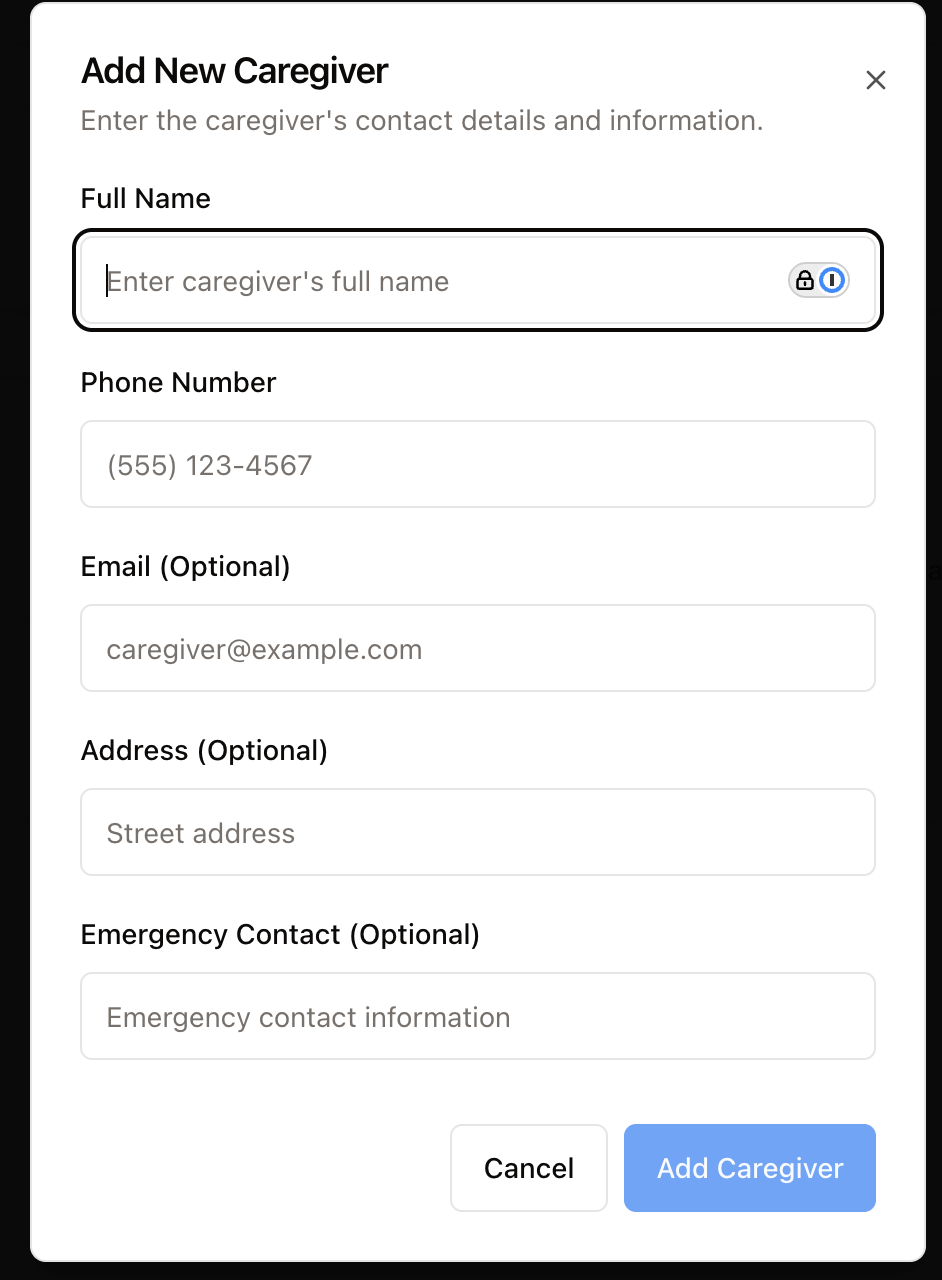 Add New Caregiver
Enter the caregiver's contact details and information.
Full Name
Enter caregiver's full name
Phone Number
(555) 123-4567
Email (Optional)
caregiver@example.com
Address (Optional)
Street address
Emergency Contact (Optional)
Emergency contact information
Cancel
Add Caregiver